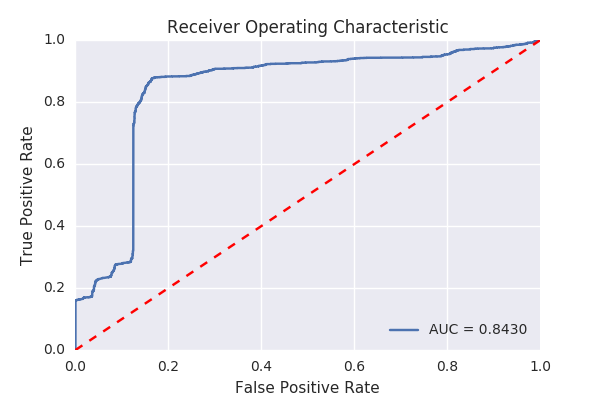 Receiver Operating Characteristic
1.0
0.8
0.6
0.4
0.2
0.0
True Positive Rate
AUC = 0.8430
0.0 0.2 0.4 0.6 0.8 1.0
False Positive Rate